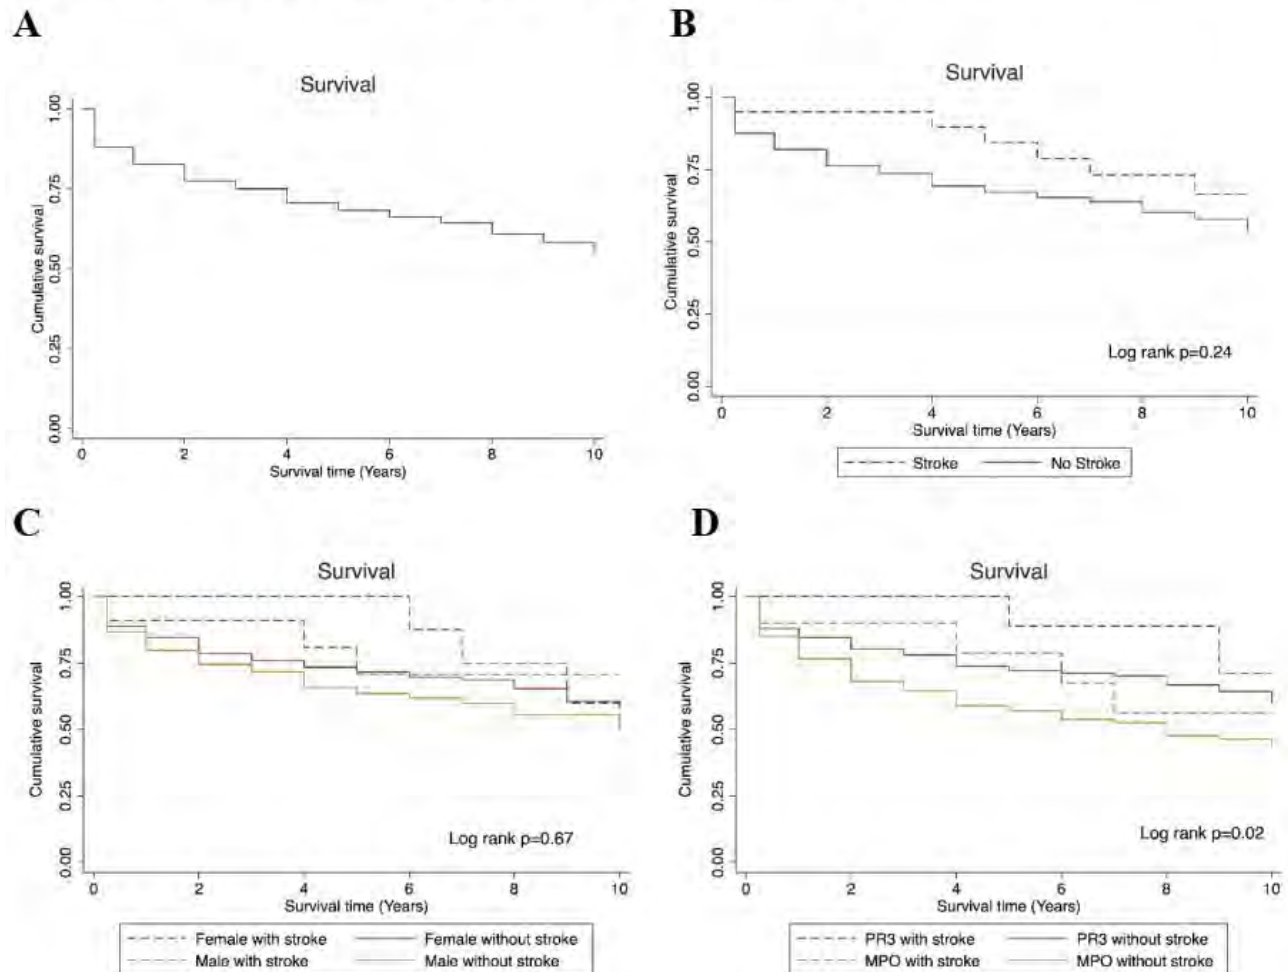 A
Survival
Cumulative survival
1.00
0.75
0.50
0.25
0.00
0 2 4 6 8 10
Survival time (Years)
B
Survival
Cumulative survival
1.00
0.75
0.50
0.25
0.00
Log rank p=0.24
0 2 4 6 8 10
Survival time (Years)
Stroke No Stroke
C
Survival
Cumulative survival
1.00
0.75
0.50
0.25
0.00
Log rank p=0.67
0 2 4 6 8 10
Survival time (Years)
Female with stroke Female without stroke
Male with stroke Male without stroke
D
Survival
Cumulative survival
1.00
0.75
0.50
0.25
0.00
Log rank p=0.02
0 2 4 6 8 10
Survival time (Years)
PR3 with stroke PR3 without stroke
MPO with stroke MPO without stroke